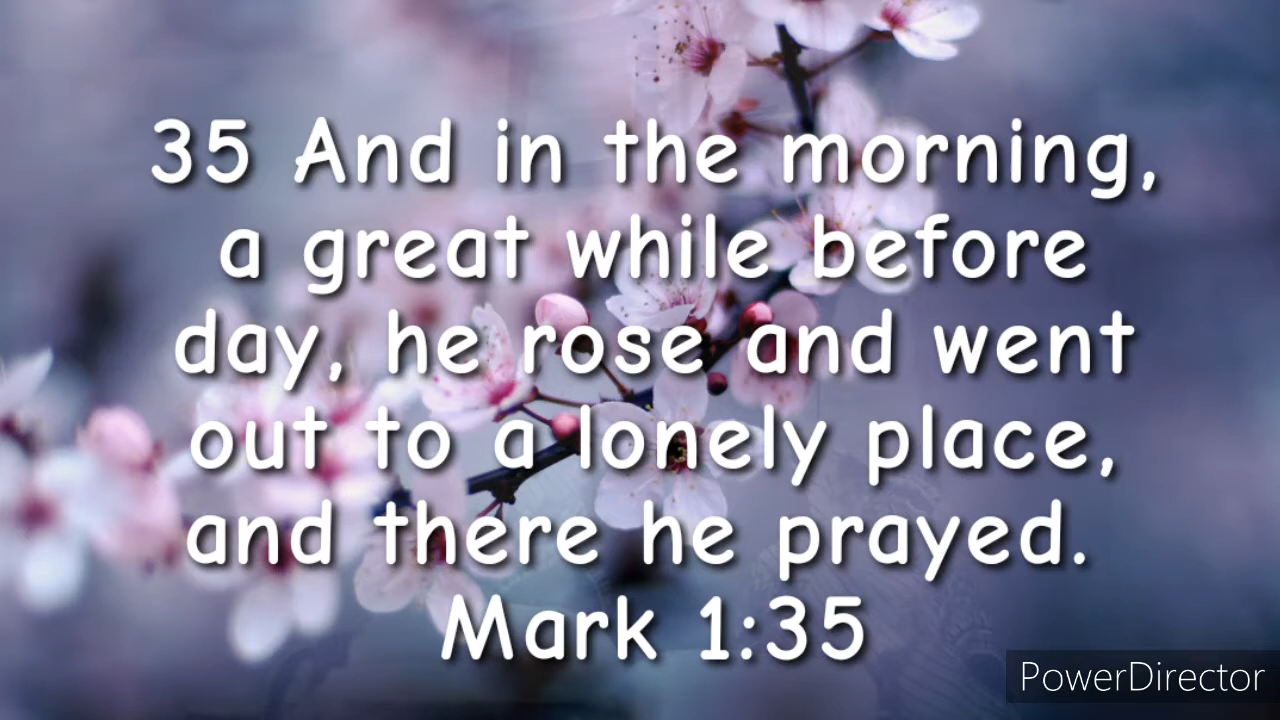 35 And in the morning,
a great while before
day, he rose and went
out to a lonely place,
and there he prayed.
Mark 1:35
PowerDirector